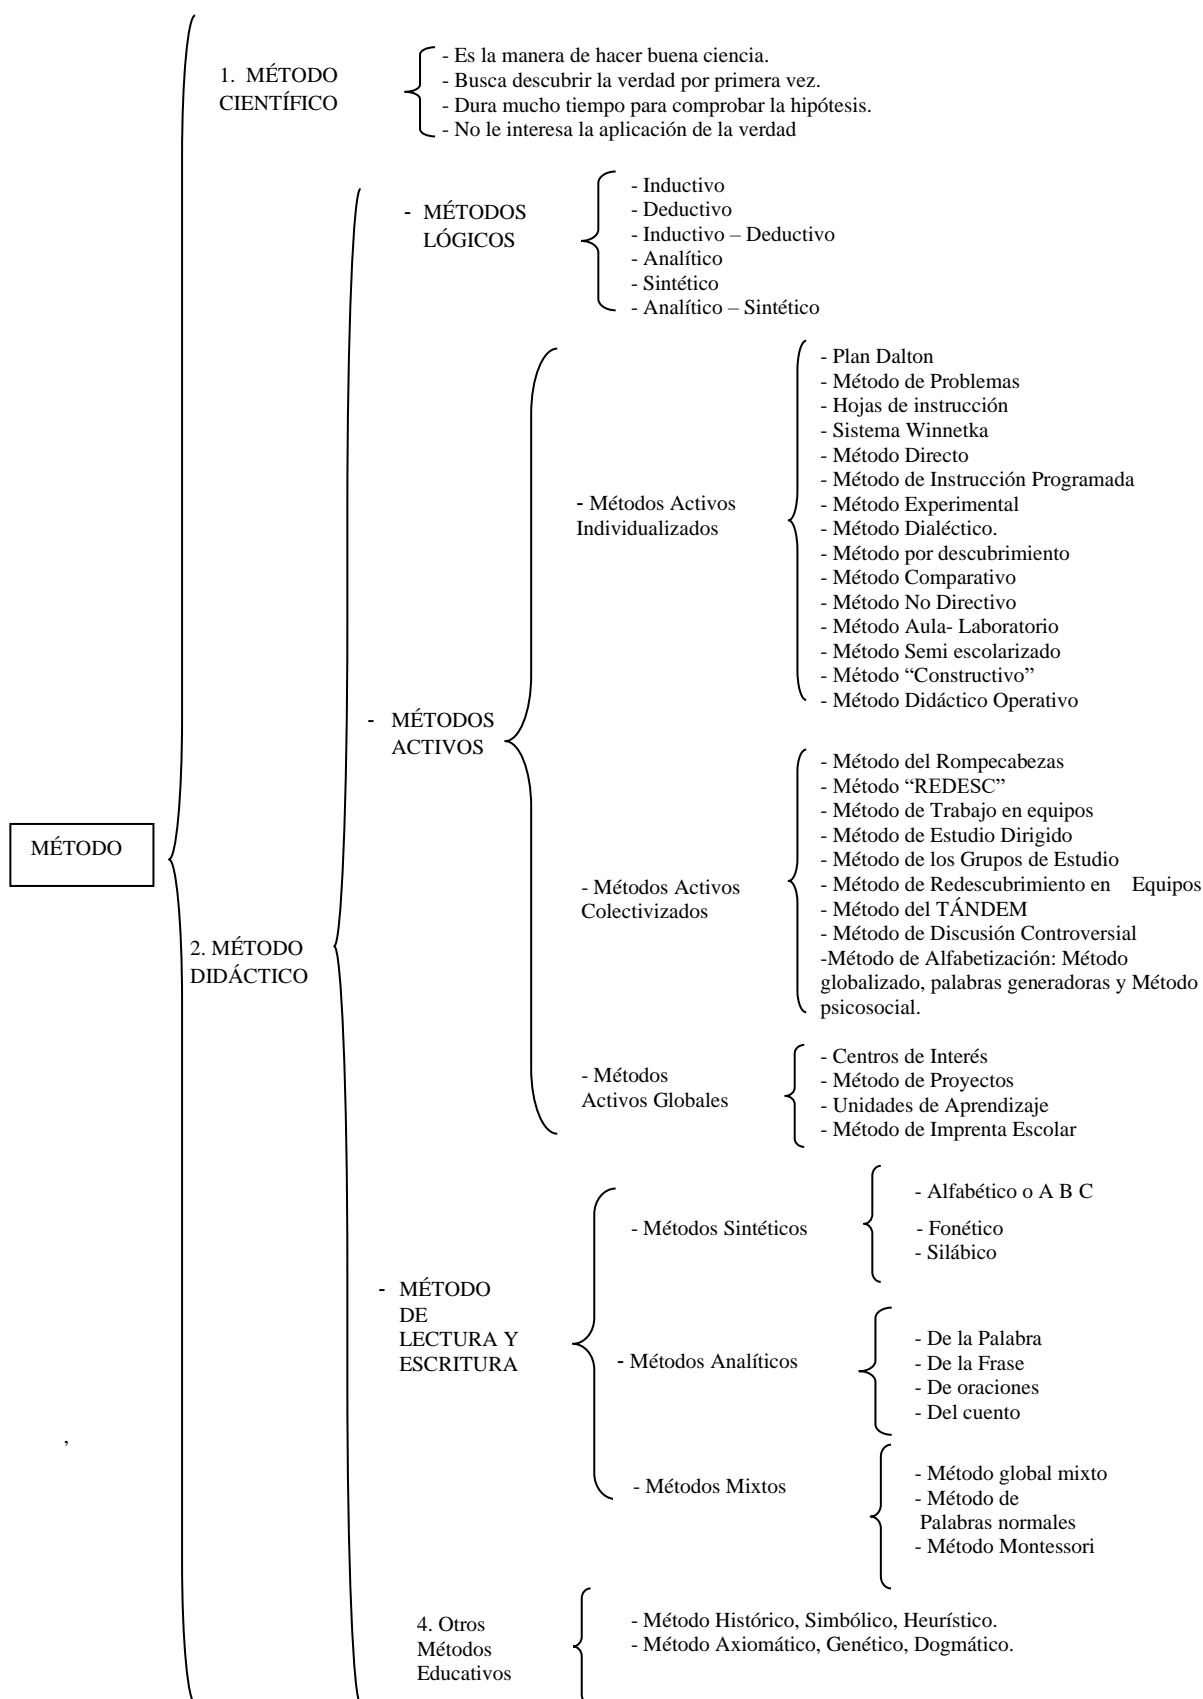 1. MÉTODO
CIENTÍFICO
- Es la manera de hacer buena ciencia.
- Busca descubrir la verdad por primera vez.
- Dura mucho tiempo para comprobar la hipótesis.
- No le interesa la aplicación de la verdad
- MÉTODOS
LÓGICOS
- Inductivo
- Deductivo
- Inductivo – Deductivo
- Analítico
- Sintético
- Analítico – Sintético
- Métodos Activos
Individualizados
- Plan Dalton
- Método de Problemas
- Hojas de instrucción
- Sistema Winnetka
- Método Directo
- Método de Instrucción Programada
- Método Experimental
- Método Dialéctico.
- Método por descubrimiento
- Método Comparativo
- Método No Directivo
- Método Aula- Laboratorio
- Método Semi escolarizado
- Método “Constructivo”
- Método Didáctico Operativo
- MÉTODOS
ACTIVOS
MÉTODO
- Métodos Activos
Colectivizados
- Método del Rompecabezas
- Método “REDESC”
- Método de Trabajo en equipos
- Método de Estudio Dirigido
- Método de los Grupos de Estudio
- Método de Redescubrimiento en Equipos
- Método del TÁNDEM
- Método de Discusión Controversial
-Método de Alfabetización: Método
globalizado, palabras generadoras y Método
psicosocial.
2. MÉTODO
DIDÁCTICO
- Métodos
Activos Globales
- Centros de Interés
- Método de Proyectos
- Unidades de Aprendizaje
- Método de Imprenta Escolar
- MÉTODO
DE
LECTURA Y
ESCRITURA
- Métodos Sintéticos
- Alfabético o A B C
- Fonético
- Silábico
- Métodos Analíticos
- De la Palabra
- De la Frase
- De oraciones
- Del cuento
,
- Métodos Mixtos
- Método global mixto
- Método de
Palabras normales
- Método Montessori
4. Otros
Métodos
Educativos
- Método Histórico, Simbólico, Heurístico.
- Método Axiomático, Genético, Dogmático.